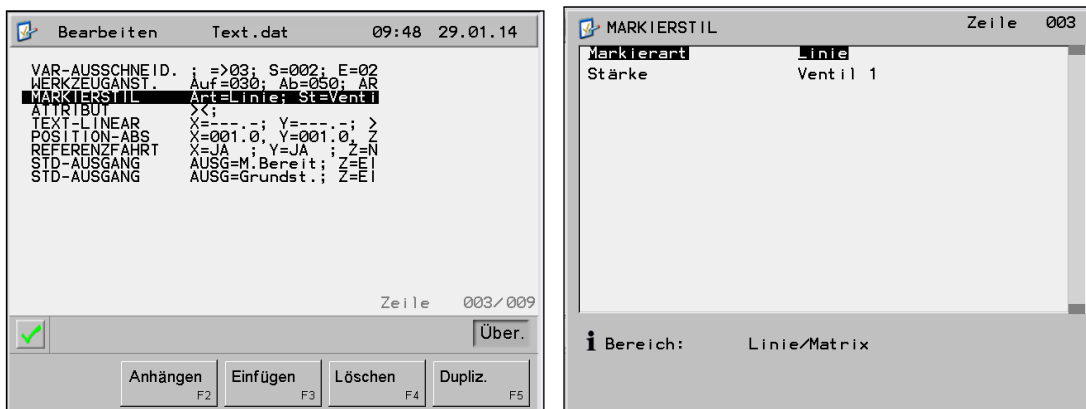 Bearbeiten Text.dat 09:48 29.01.14
VAR-AUSSCHNEID. ; =>03; S=002; E=02
WERKZEUGANST. Auf=030; Ab=050; AR
MARKIERSTIL Art=Linie; St=Venti
ATTRIBUT ><;
TEXT-LINEAR X=---.-; Y=---.-; >
POSITION-ABS X=001.0, Y=001.0, Z
REFERENZFAHRT X=JA ; Y=JA ; Z=N
STD-AUSGANG AUSG=M.Bereit; Z=EI
STD-AUSGANG AUSG=Grundst.; Z=EI
Zeile 003/009
Über.
Anhängen F2 Einfügen F3 Löschen F4 Dupliz. F5
MARKIERSTIL Zeile 003
Markierart Linie
Stärke Ventil 1
i Bereich: Linie/Matrix